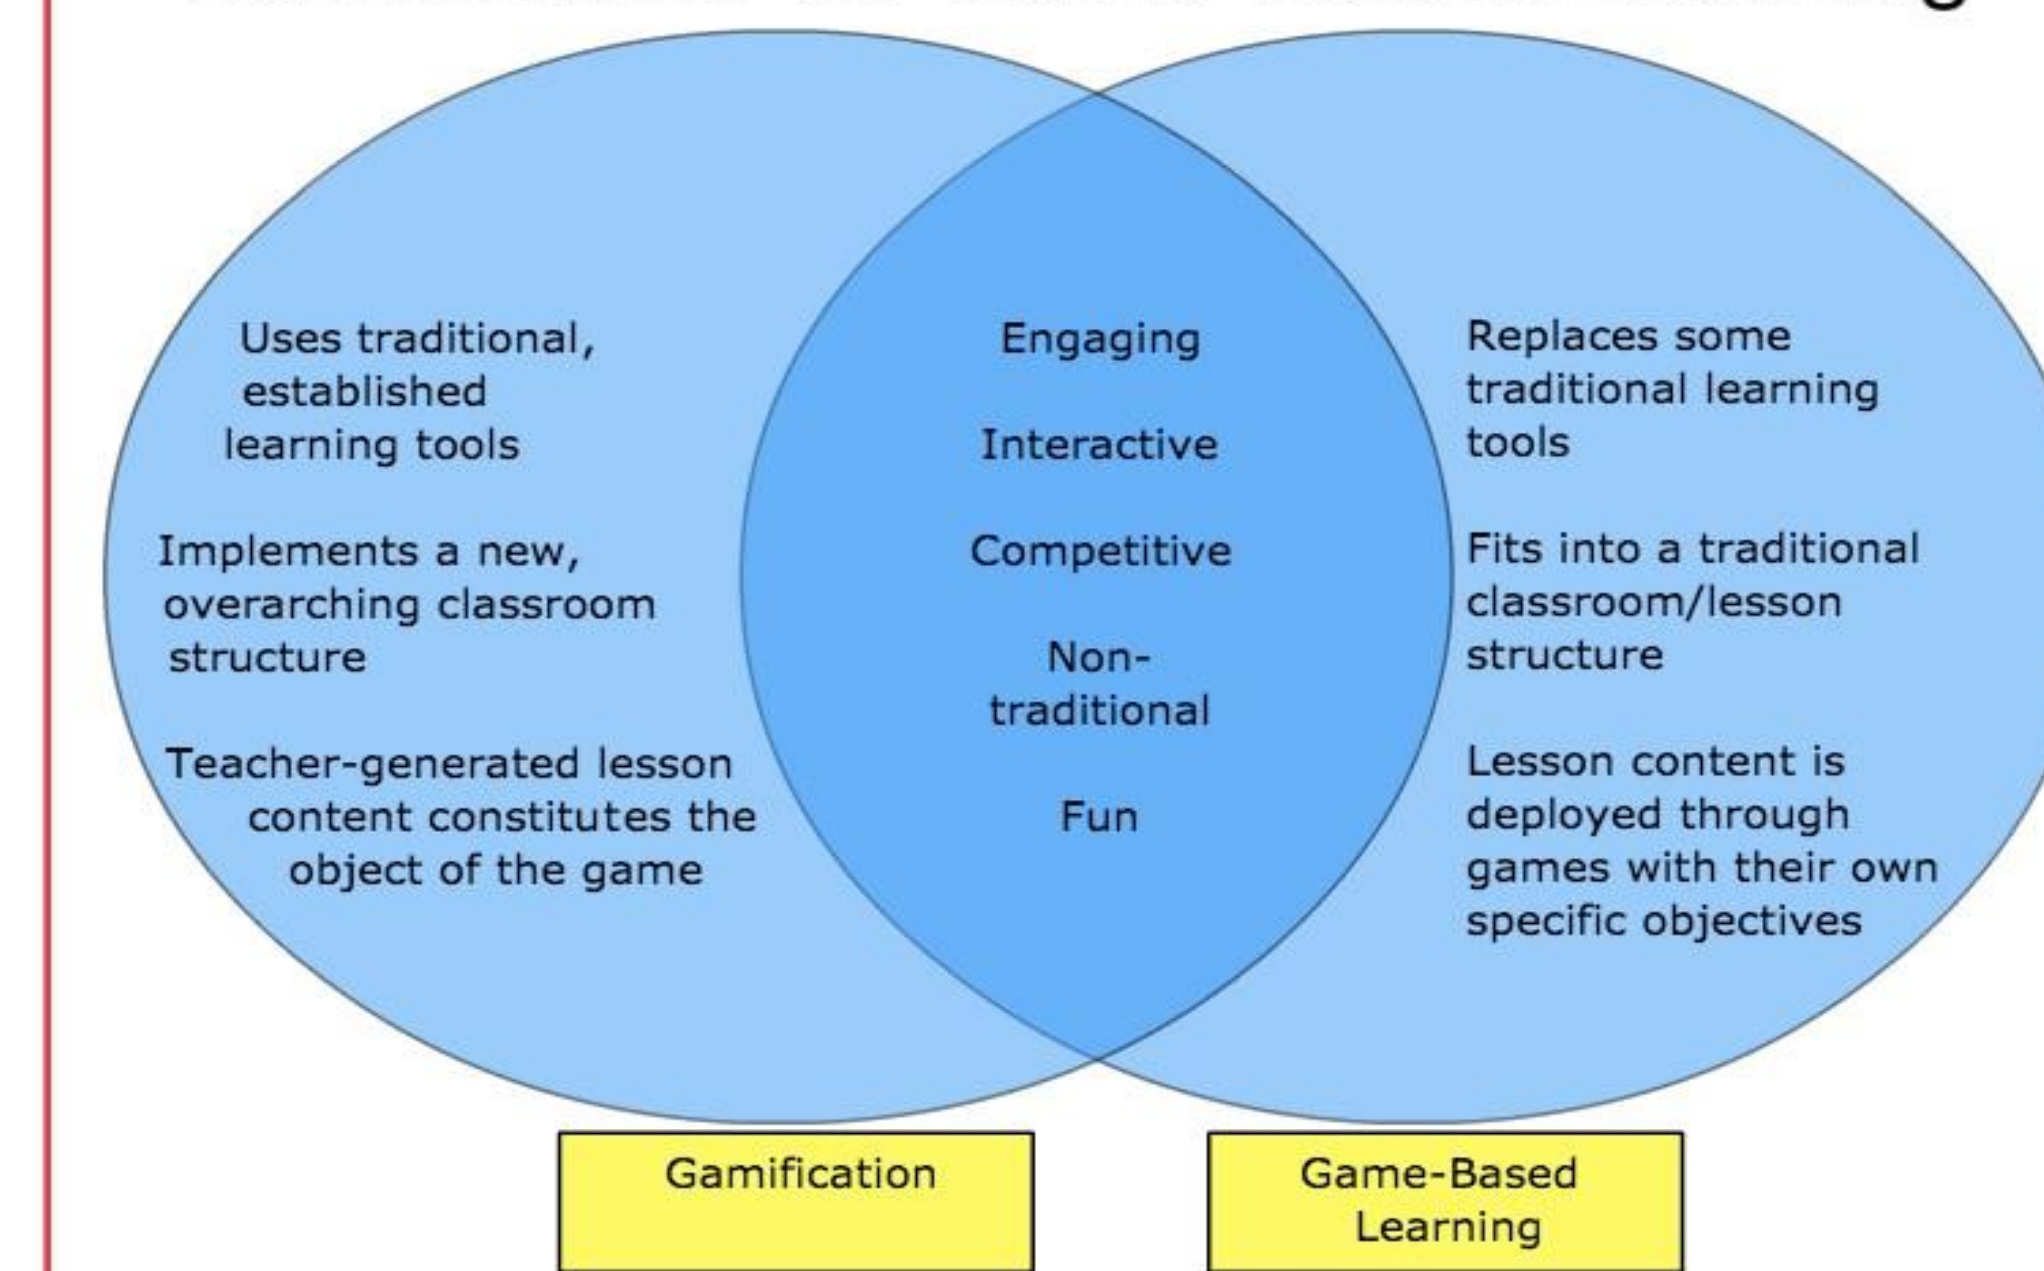 Uses traditional,
established
learning tools
Implements a new,
overarching classroom
structure
Teacher-generated lesson
content constitutes the
object of the game
Engaging
Interactive
Competitive
Non-
traditional
Fun
Replaces some
traditional learning
tools
Fits into a traditional
classroom/lesson
structure
Lesson content is
deployed through
games with their own
specific objectives
Gamification
Game-Based
Learning